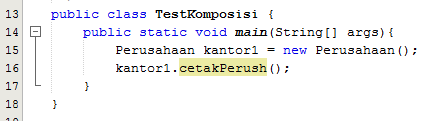 13 public class TestKomposisi {
14 public static void main(String[] args){
15 Perusahaan kantor1 = new Perusahaan();
16 kantor1.cetakPerush();
17 }
18 }